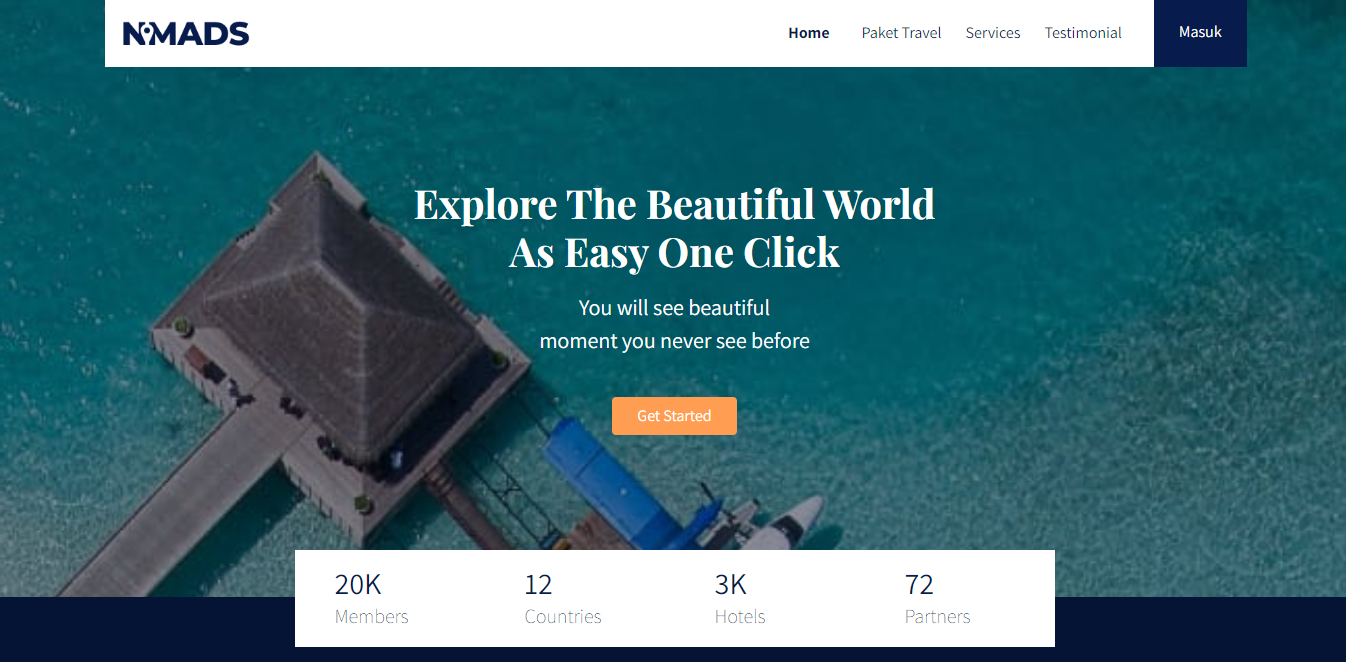 NOMADS
Home Paket Travel Services Testimonial Masuk
Explore The Beautiful World
As Easy One Click
You will see beautiful
moment you never see before
Get Started
20K 12 3K 72
Members Countries Hotels Partners